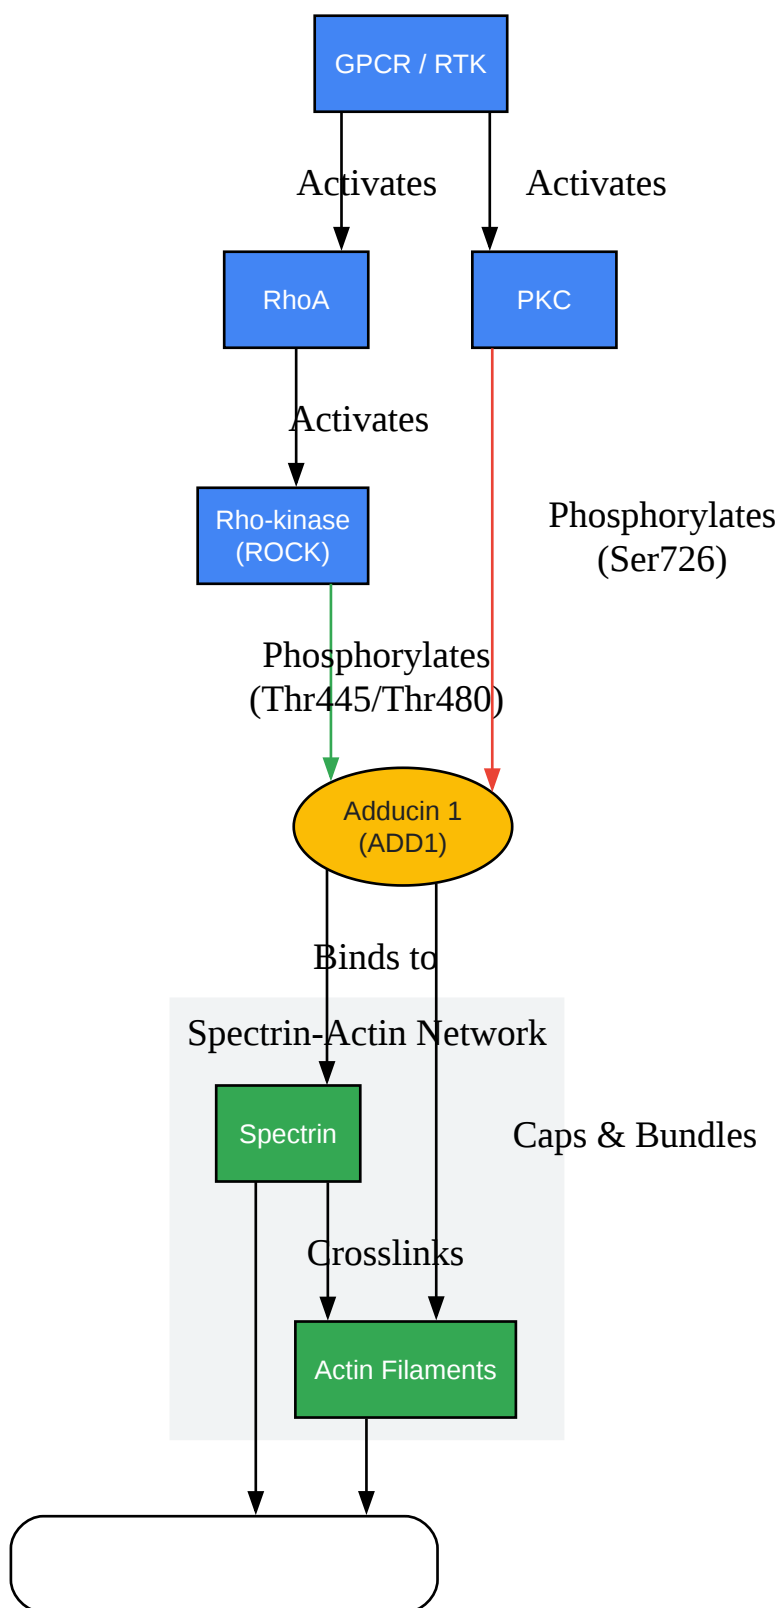 GPCR / RTK
Activates
Activates
RhoA
PKC
Activates
Rho-kinase
(ROCK)
Phosphorylates
(Ser726)
Phosphorylates
(Thr445/Thr480)
Adducin 1
(ADD1)
Binds to
Spectrin-Actin Network
Spectrin
Caps & Bundles
Crosslinks
Actin Filaments